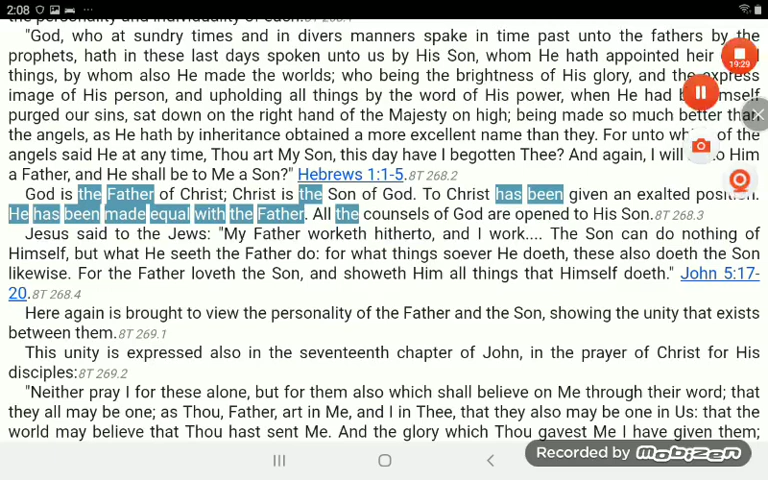 2:08
the personality and individuality of each.8T 268.1
"God, who at sundry times and in divers manners spake in time past unto the fathers by the
prophets, hath in these last days spoken unto us by His Son, whom He hath appointed heir
things, by whom also He made the worlds; who being the brightness of His glory, and the express
image of His person, and upholding all things by the word of His power, when He had
purged our sins, sat down on the right hand of the Majesty on high; being made so much better than
the angels, as He hath by inheritance obtained a more excellent name than they. For unto of the
angels said He at any time, Thou art My Son, this day have I begotten Thee? And again, I will to Him
a Father, and He shall be to Me a Son?" Hebrews 1:1-5.8T 268.2
God is the Father of Christ; Christ is the Son of God. To Christ has been given an exalted position.
He has been made equal with the Father. All the counsels of God are opened to His Son.8T 268.3
Jesus said to the Jews: "My Father worketh hitherto, and I work.... The Son can do nothing of
Himself, but what He seeth the Father do: for what things soever He doeth, these also doeth the Son
likewise. For the Father loveth the Son, and showeth Him all things that Himself doeth." John 5:17-
20.8T 268.4
Here again is brought to view the personality of the Father and the Son, showing the unity that exists
between them.8T 269.1
This unity is expressed also in the seventeenth chapter of John, in the prayer of Christ for His
disciples:8T 269.2
"Neither pray I for these alone, but for them also which shall believe on Me through their word; that
they all may be one; as Thou, Father, art in Me, and I in Thee, that they also may be one in Us: that the
world may believe that Thou hast sent Me. And the glory which Thou gavest Me I have given them;
19:29
Recorded by Mobizen